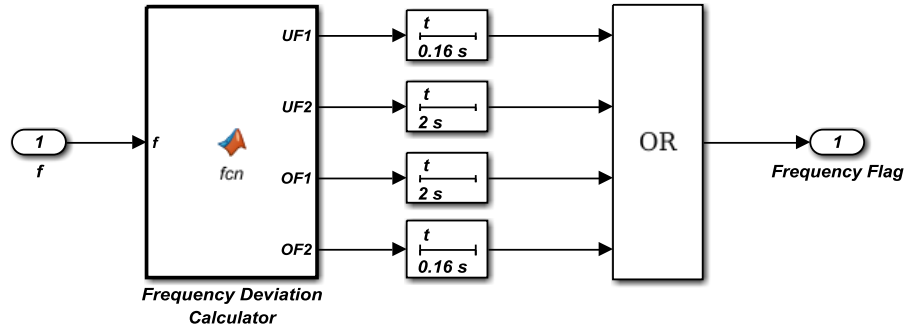 UF1
t
0.16 s
UF2
t
2 s
1
f
f
fcn
OF1
t
2 s
OF2
t
0.16 s
OR
1
Frequency Flag
Frequency Deviation
Calculator